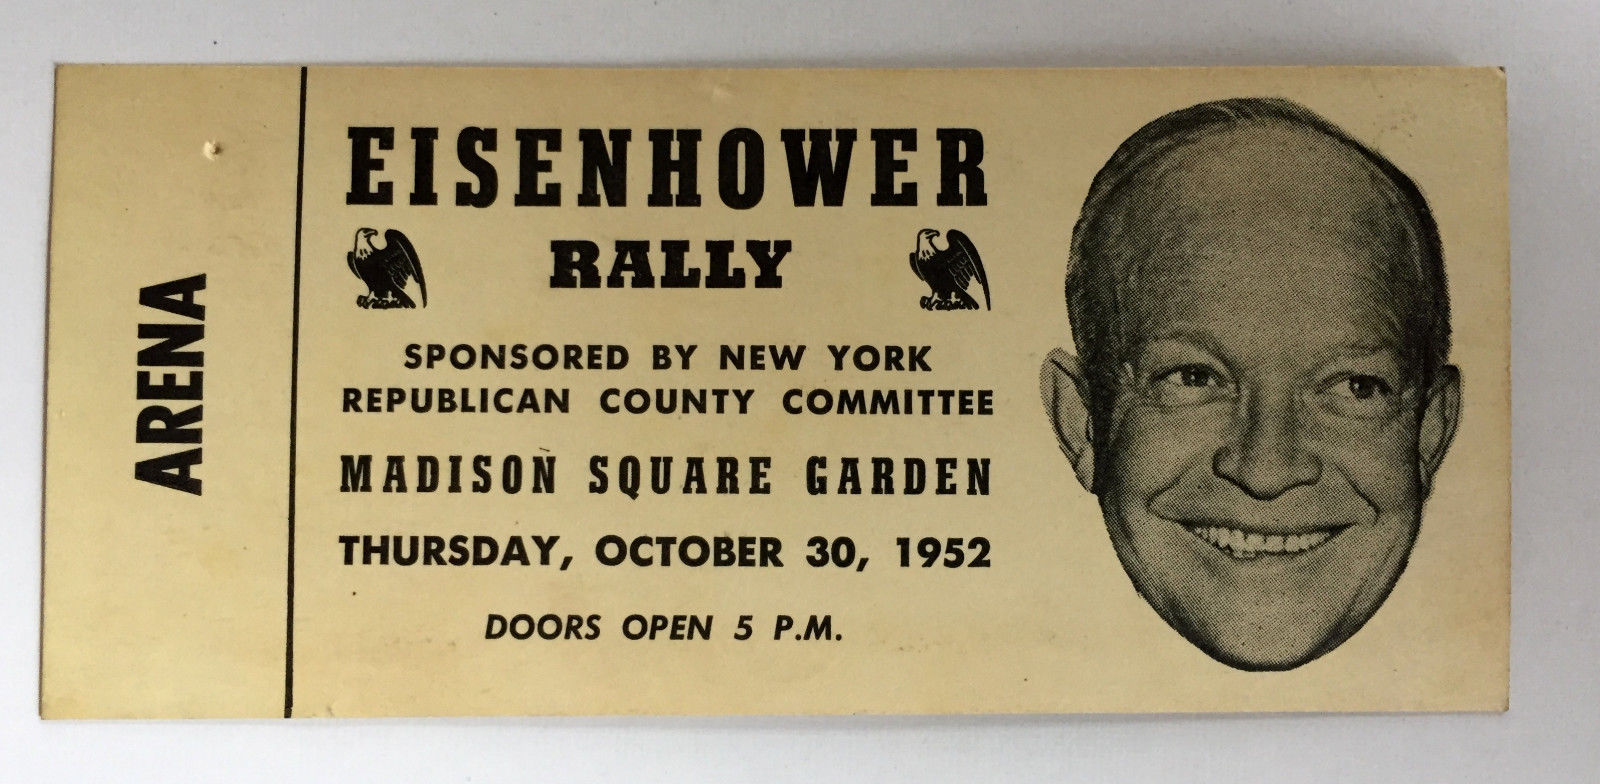 ARENA
EISENHOWER
RALLY
SPONSORED BY NEW YORK
REPUBLICAN COUNTY COMMITTEE
MADISON SQUARE GARDEN
THURSDAY, OCTOBER 30, 1952
DOORS OPEN 5 P.M.